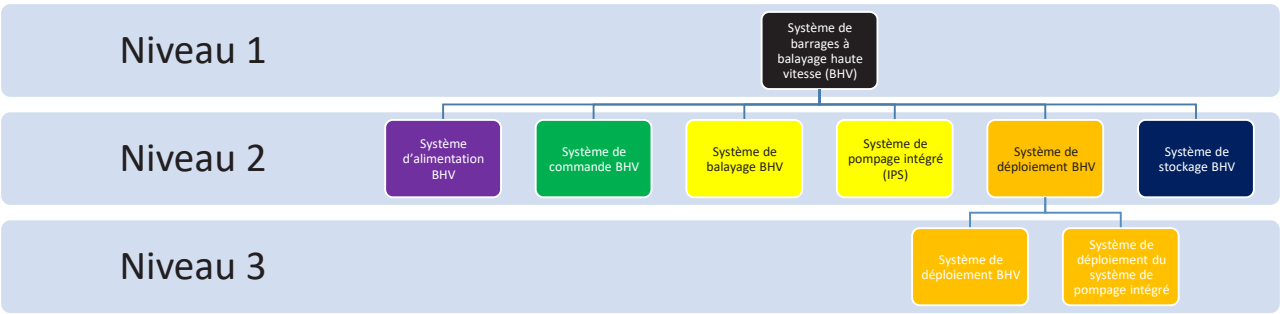 Niveau 1
Système de
barrages à
balayage haute
vitesse (BHV)
Niveau 2
Système
d'alimentation
BHV
Système de
commande BHV
Système de
balayage BHV
Système de
pompage intégré
(IPS)
Système de
déploiement BHV
Système de
stockage BHV
Niveau 3
Système de
déploiement BHV
Système de
déploiement du
système de
pompage intégré